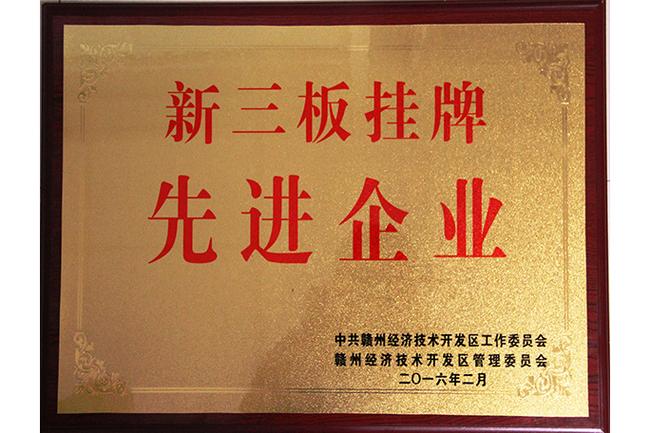 新三板挂牌
先进企业
中共赣州经济技术开发区工作委员会
赣州经济技术开发区管理委员会
二〇一六年二月